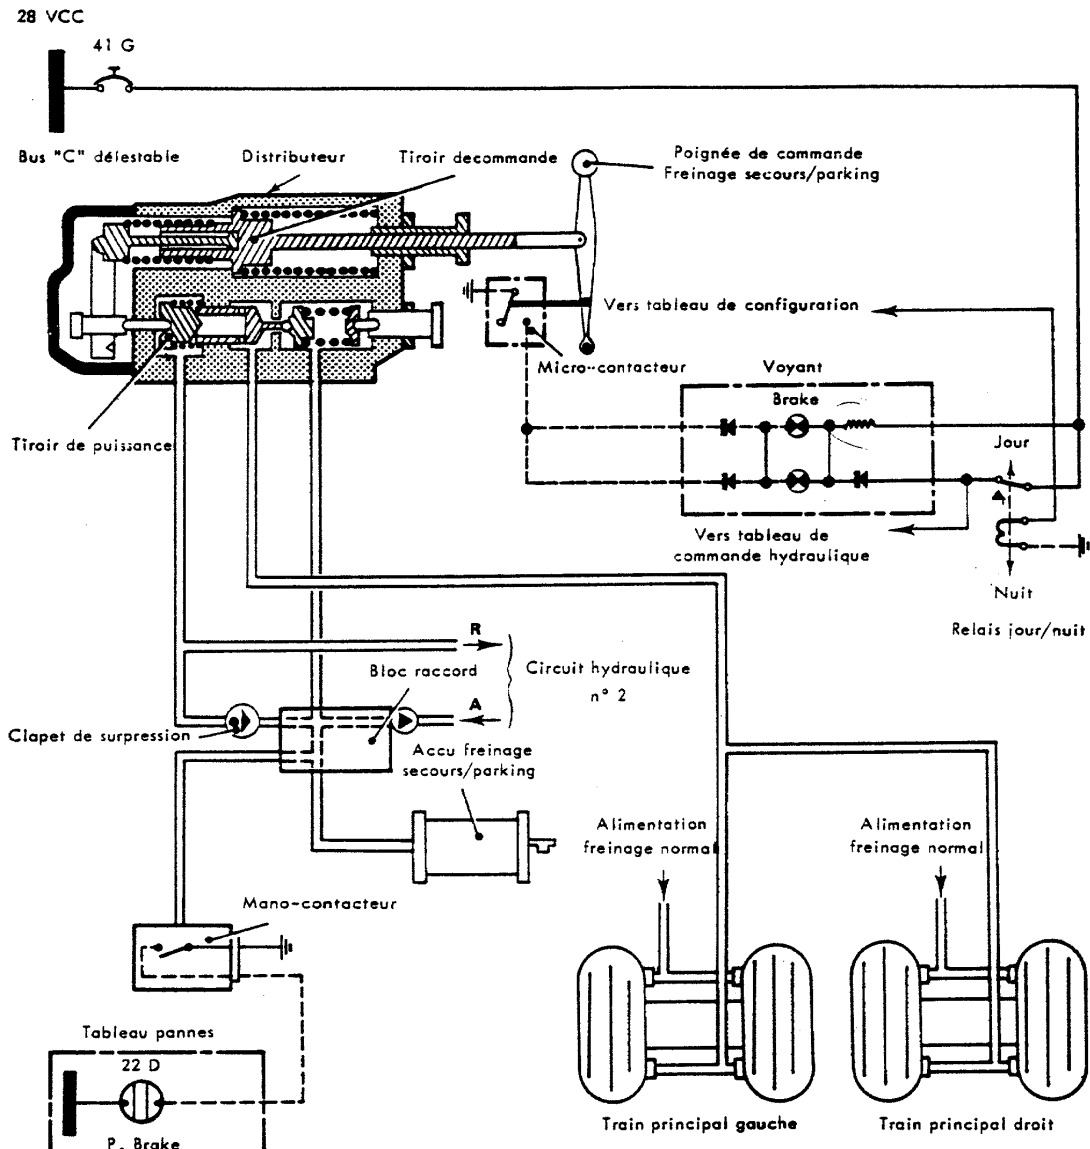 28 VCC
41 G
Bus "C" délestable
Distributeur
Tiroir decommande
Poignée de commande
Freinage secours/parking
Vers tableau de configuration
Micro-contacteur
Voyant
Brake
Tiroir de puissance
Jour
Vers tableau de
commande hydraulique
Nuit
Relais jour/nuit
R
Bloc raccord
Circuit hydraulique
n° 2
A
Clapet de surpression
Accu freinage
secours/parking
Alimentation
freinage normal
Alimentation
freinage normal
Mano-contacteur
Tableau pannes
22 D
P. Brake
Train principal gauche
Train principal droit